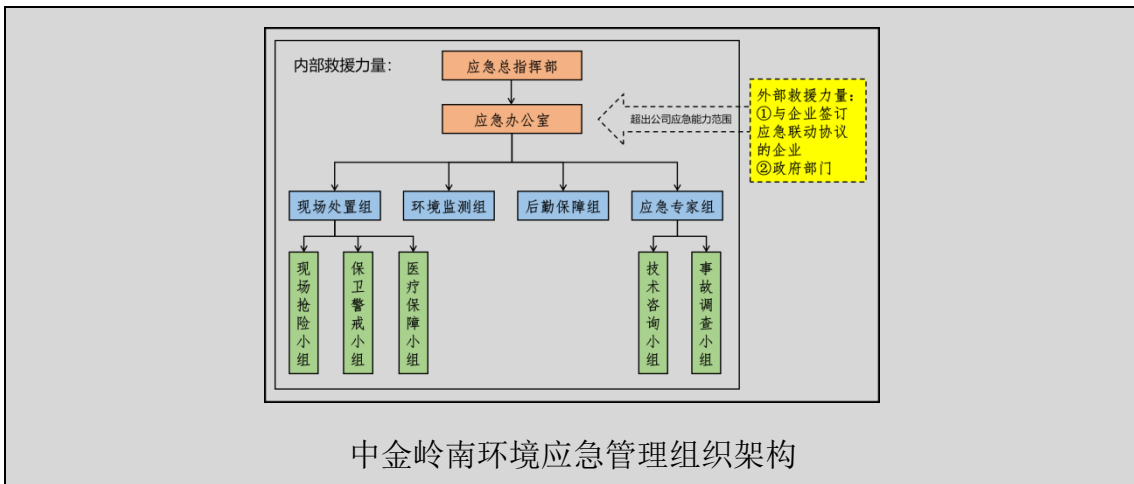 内部救援力量：
应急总指挥部
应急办公室
超出公司应急能力范围
外部救援力量：
①与企业签订
应急联动协议
的企业
②政府部门
现场处置组
环境监测组
后勤保障组
应急专家组
现场抢险小组
保卫警戒小组
医疗保障小组
技术咨询小组
事故调查小组
中金岭南环境应急管理组织架构